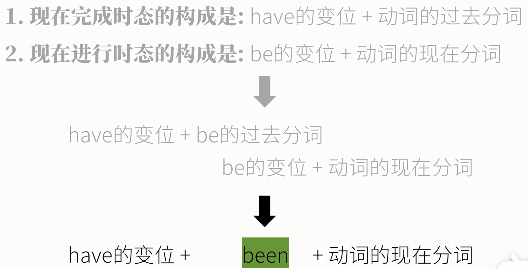 1. 现在完成时态的构成是: have的变位 + 动词的过去分词
2. 现在进行时态的构成是: be的变位 + 动词的现在分词
have的变位 + be的过去分词
be的变位 + 动词的现在分词
have的变位 + been + 动词的现在分词